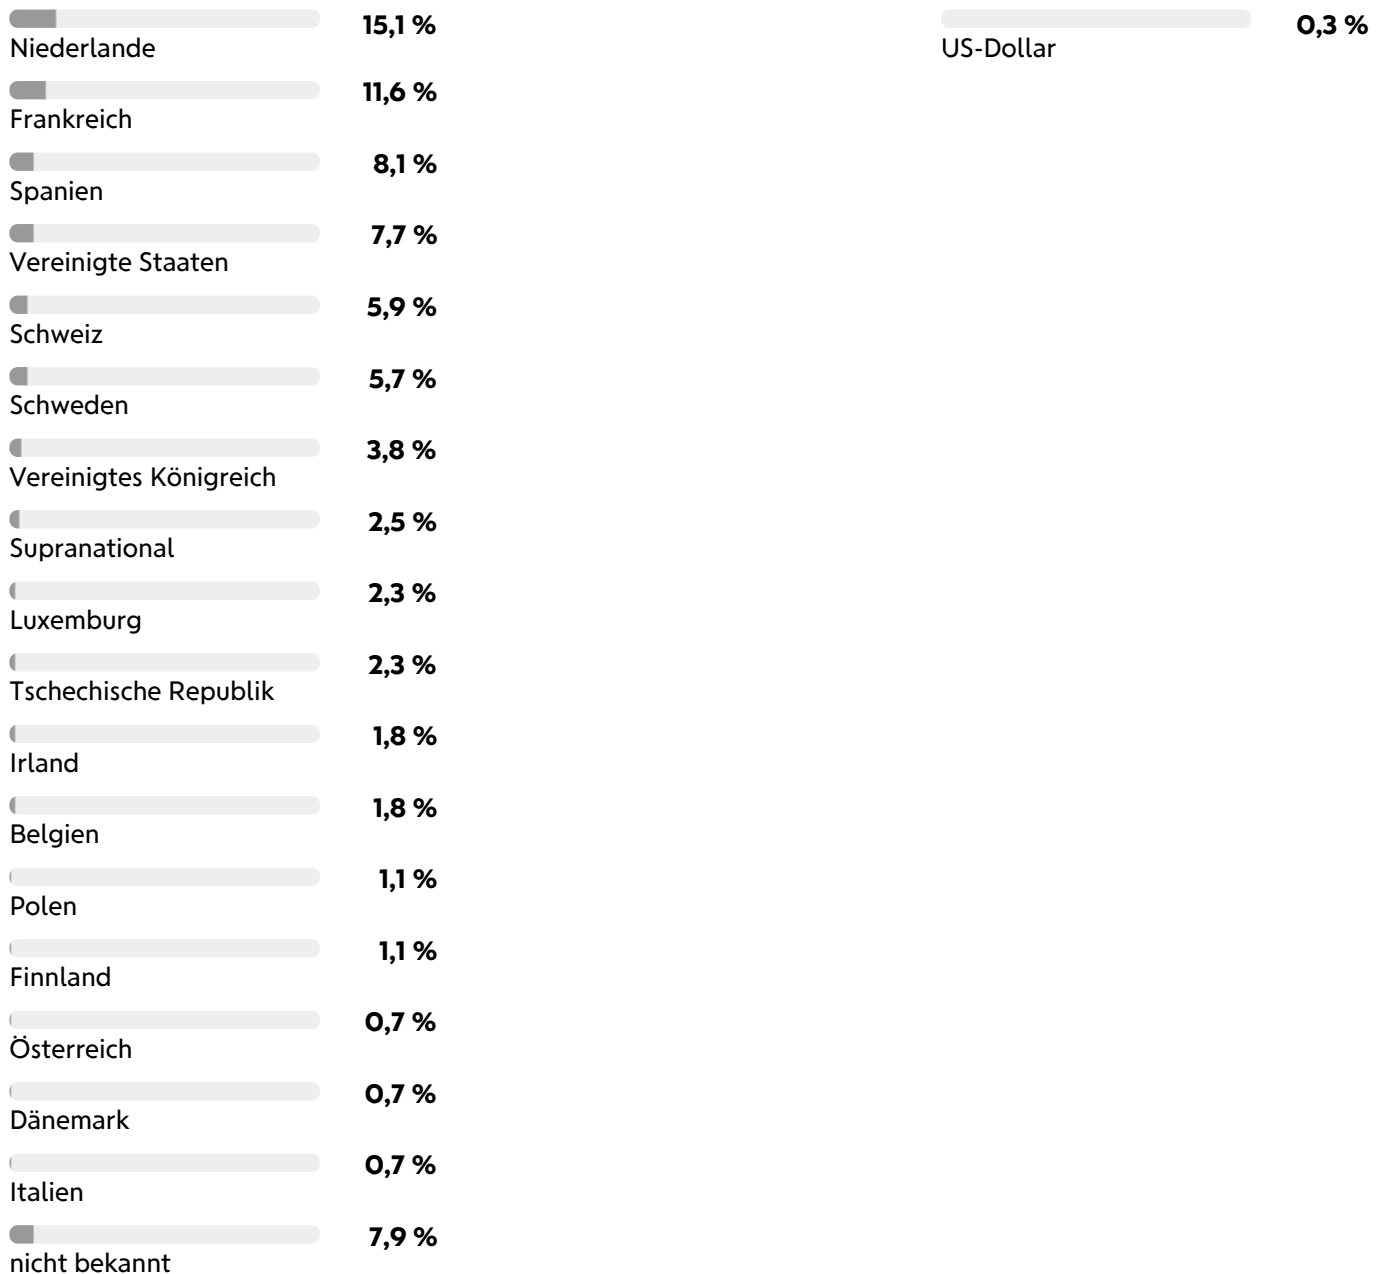 15,1 %
Niederlande
11,6 %
Frankreich
8,1 %
Spanien
7,7 %
Vereinigte Staaten
5,9 %
Schweiz
5,7 %
Schweden
3,8 %
Vereinigtes Königreich
2,5 %
Supranational
2,3 %
Luxemburg
2,3 %
Tschechische Republik
1,8 %
Irland
1,8 %
Belgien
1,1 %
Polen
1,1 %
Finnland
0,7 %
Österreich
0,7 %
Dänemark
0,7 %
Italien
7,9 %
nicht bekannt
0,3 %
US-Dollar